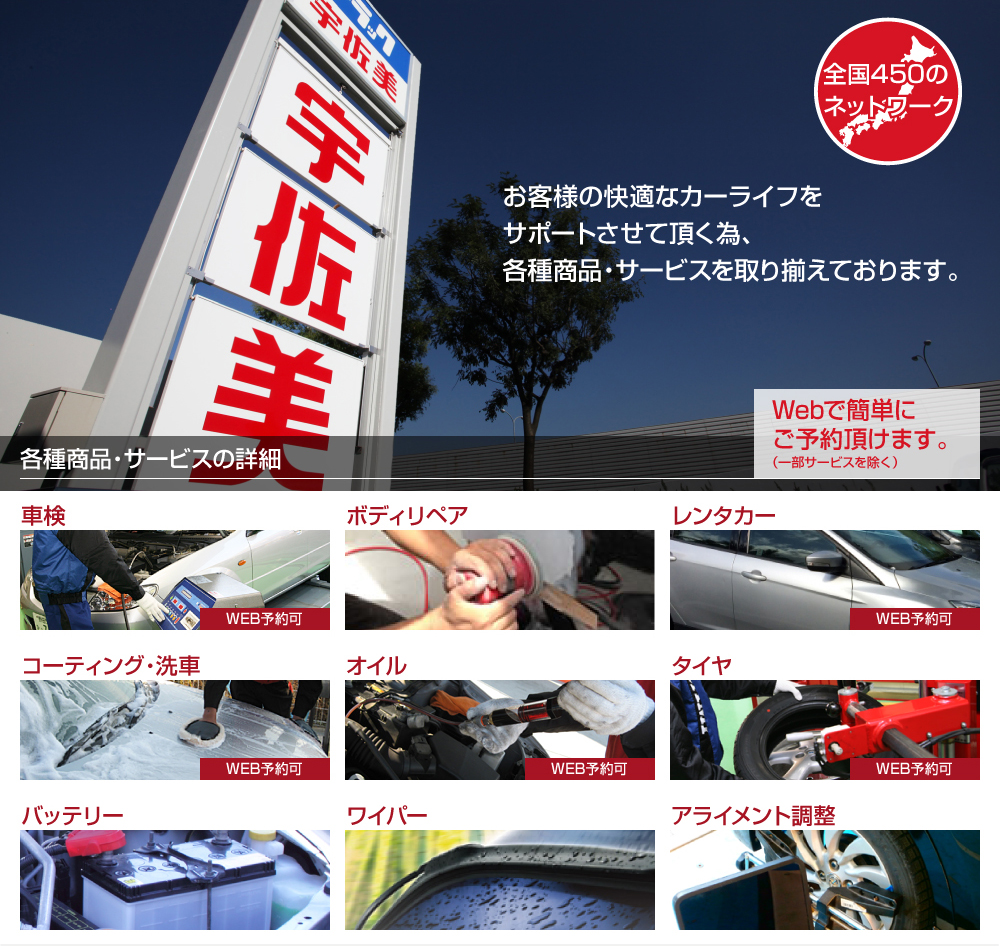 ラック
宇佐美
宇佐美
全国450の
ネットワーク
お客様の快適なカーライフを
サポートさせて頂く為、
各種商品・サービスを取り揃えております。
Webで簡単に
ご予約頂けます。
（一部サービスを除く）
各種商品・サービスの詳細
車検
WEB予約可
ボディリペア
レンタカー
WEB予約可
コーティング・洗車
WEB予約可
オイル
WEB予約可
タイヤ
WEB予約可
バッテリー
ワイパー
アライメント調整